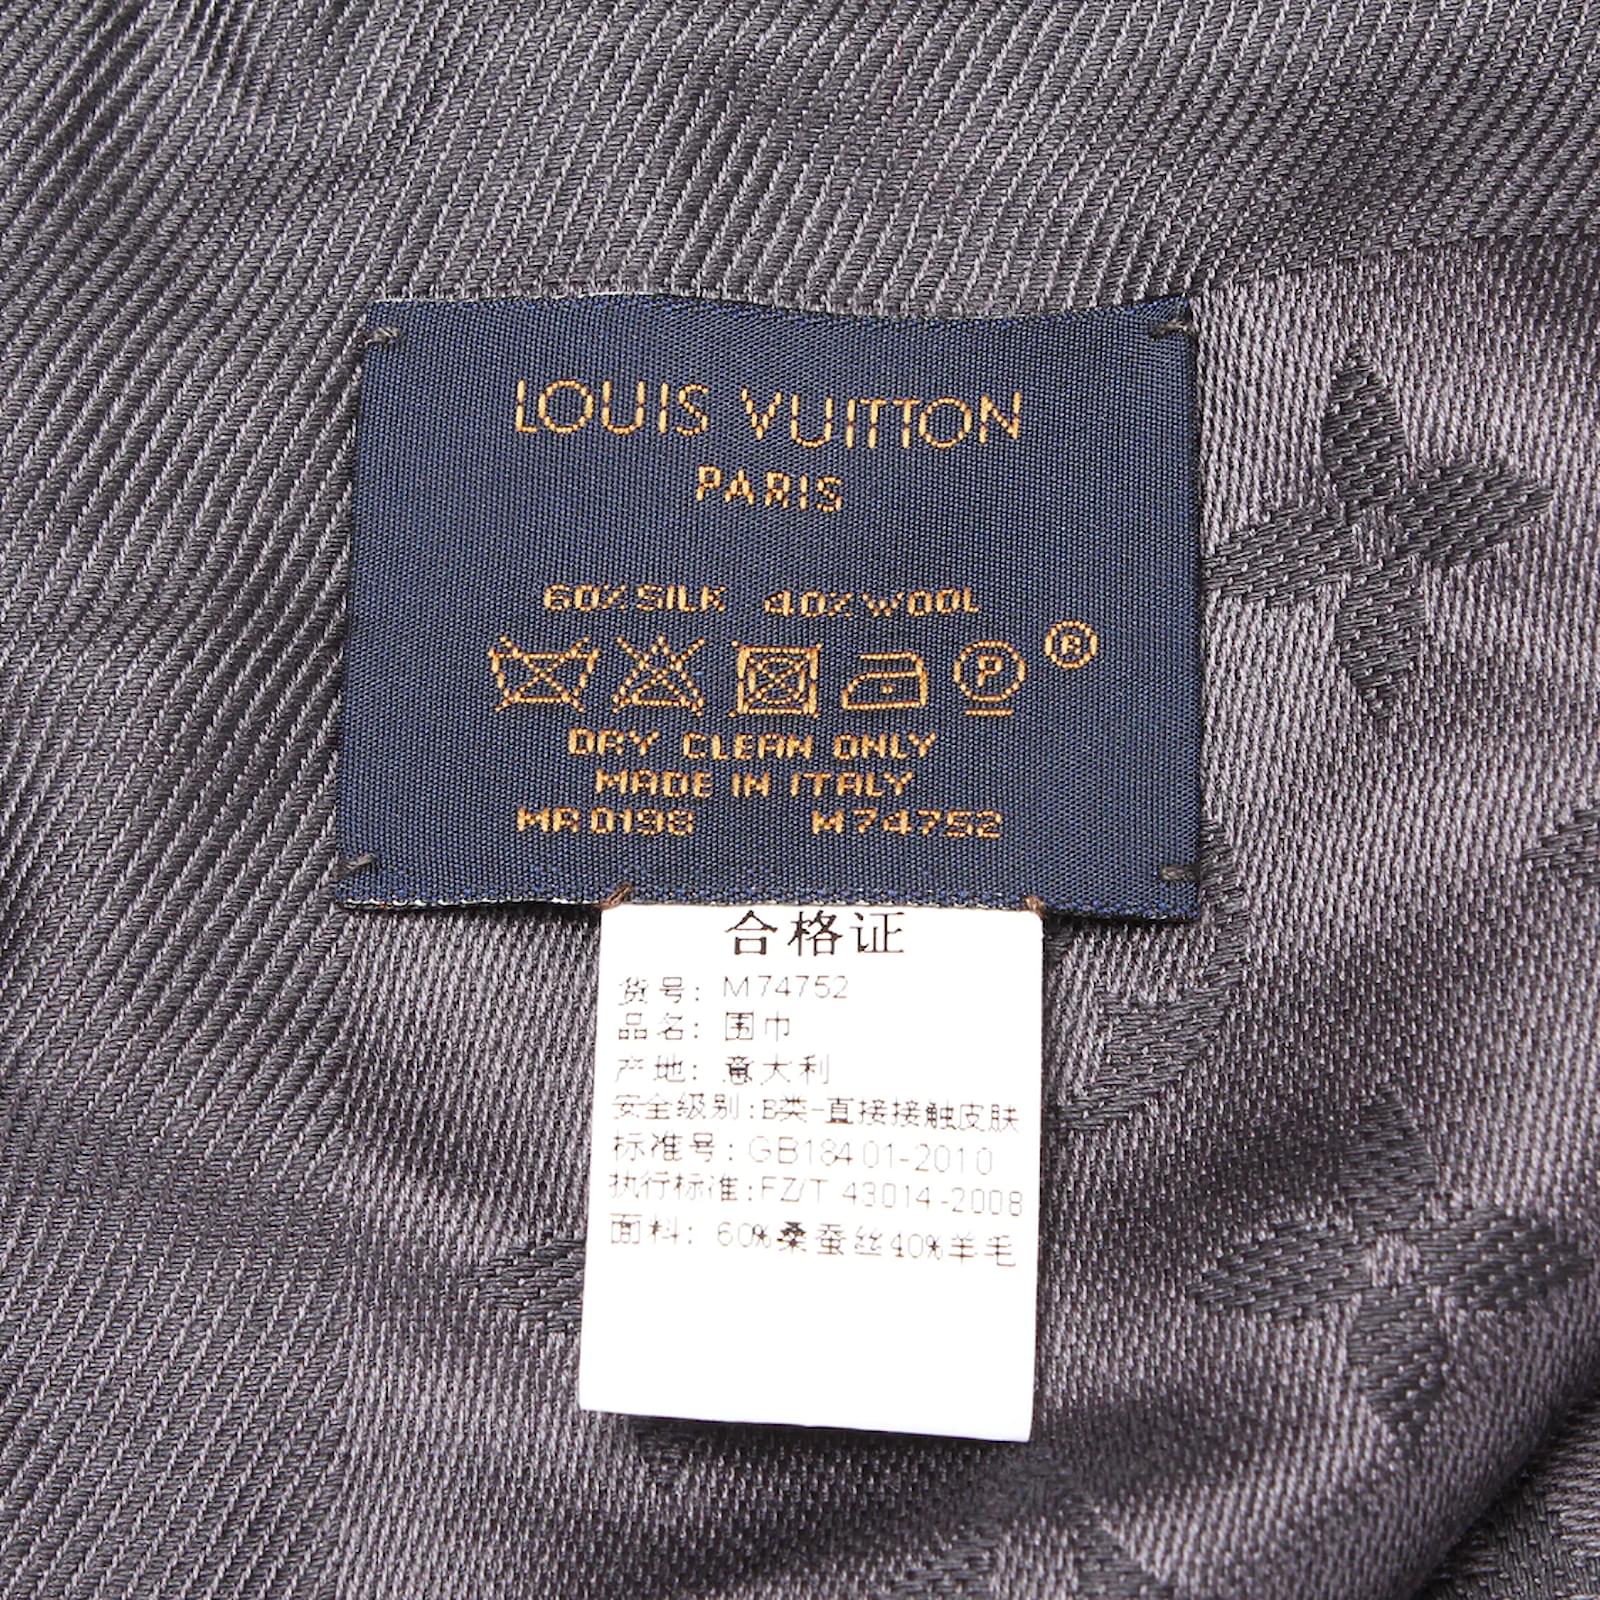 LOUIS VUITTON
PARIS
60% SILK 40% WOOL
P ®
DRY CLEAN ONLY
MADE IN ITALY
MR0198 M74752
合格证
货号: M74752
品名: 围巾
产地: 意大利
安全级别:B类-直接接触皮肤
标准号: GB18401-2010
执行标准:FZ/T 43014-2008
面料: 60%桑蚕丝40%羊毛